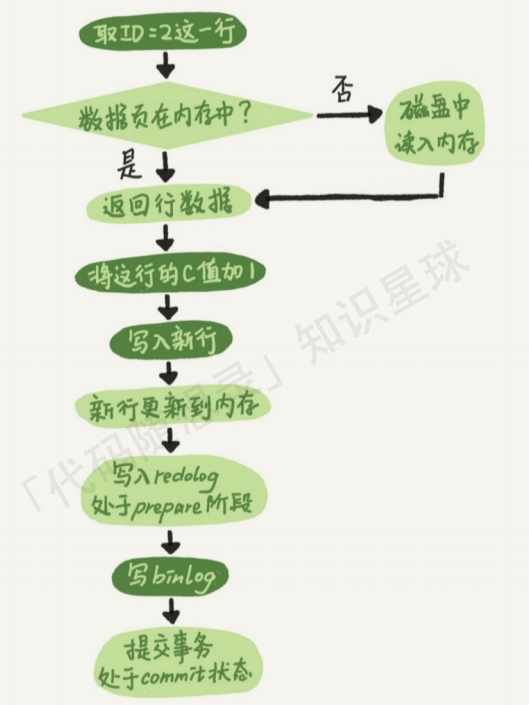 取ID=2这一行
数据页在内存中？
否
磁盘中
读入内存
是
返回行数据
将这行的C值加1
写入新行
新行更新到内存
写入redolog
处于prepare阶段
写binlog
提交事务
处于commit状态
「代码随想录」知识星球